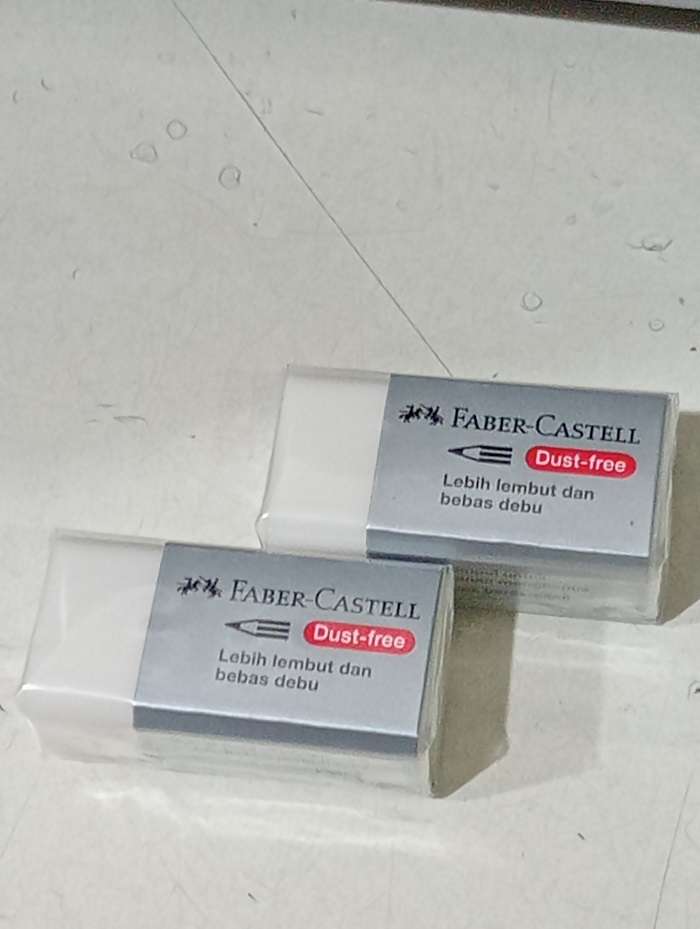 FABER-CASTELL
Dust-free
Lebih lembut dan
bebas debu
FABER-CASTELL
Dust-free
Lebih lembut dan
bebas debu